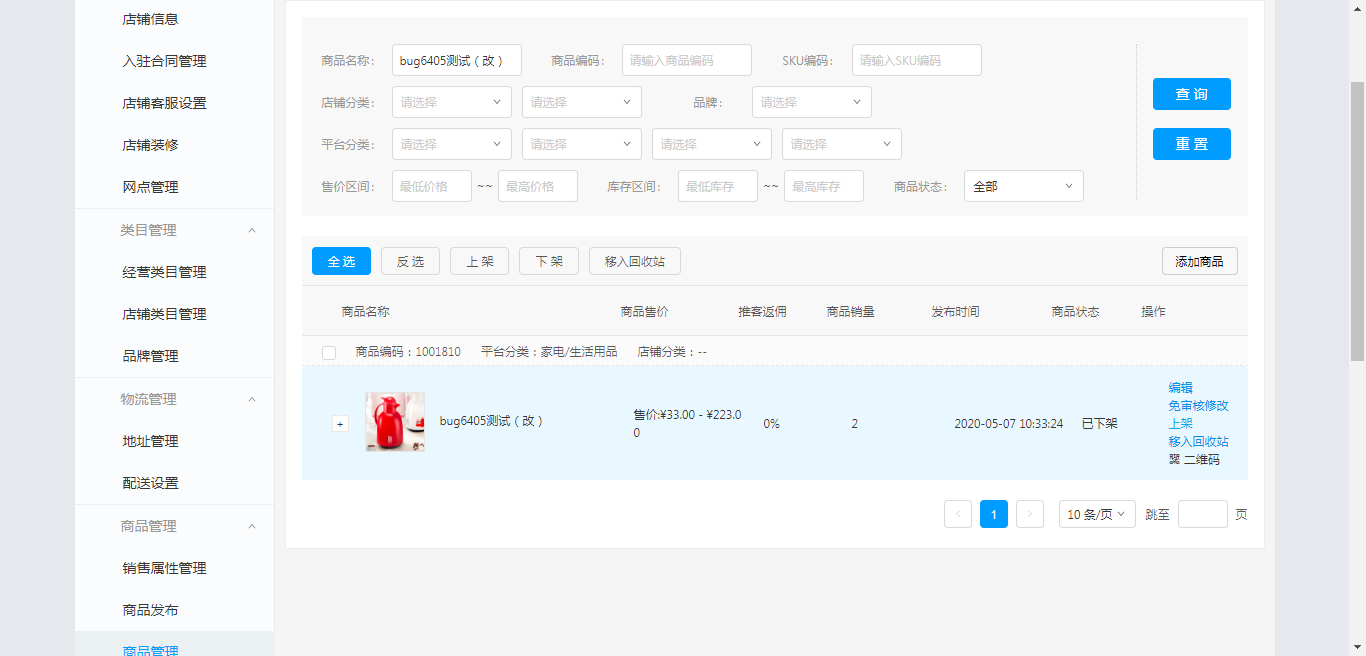 店铺信息
入驻合同管理
店铺客服设置
店铺装修
网点管理
类目管理
经营类目管理
店铺类目管理
品牌管理
物流管理
地址管理
配送设置
商品管理
销售属性管理
商品发布
商品管理
商品名称： bug6405测试（改） 商品编码： 请输入商品编码 SKU编码： 请输入SKU编码
店铺分类： 请选择 请选择 品牌： 请选择
平台分类： 请选择 请选择 请选择 请选择
售价区间： 最低价格 ~~ 最高价格 库存区间： 最低库存 ~~ 最高库存 商品状态： 全部
查 询
重 置
全 选 反 选 上 架 下 架 移入回收站 添加商品
商品名称 商品售价 推客返佣 商品销量 发布时间 商品状态 操作
商品编码：1001810 平台分类：家电/生活用品 店铺分类：--
+ bug6405测试（改） 售价:¥33.00 - ¥223.0
0
0% 2 2020-05-07 10:33:24 已下架
编辑
免审核修改
上架
移入回收站
二维码
1 10 条/页 跳至 页